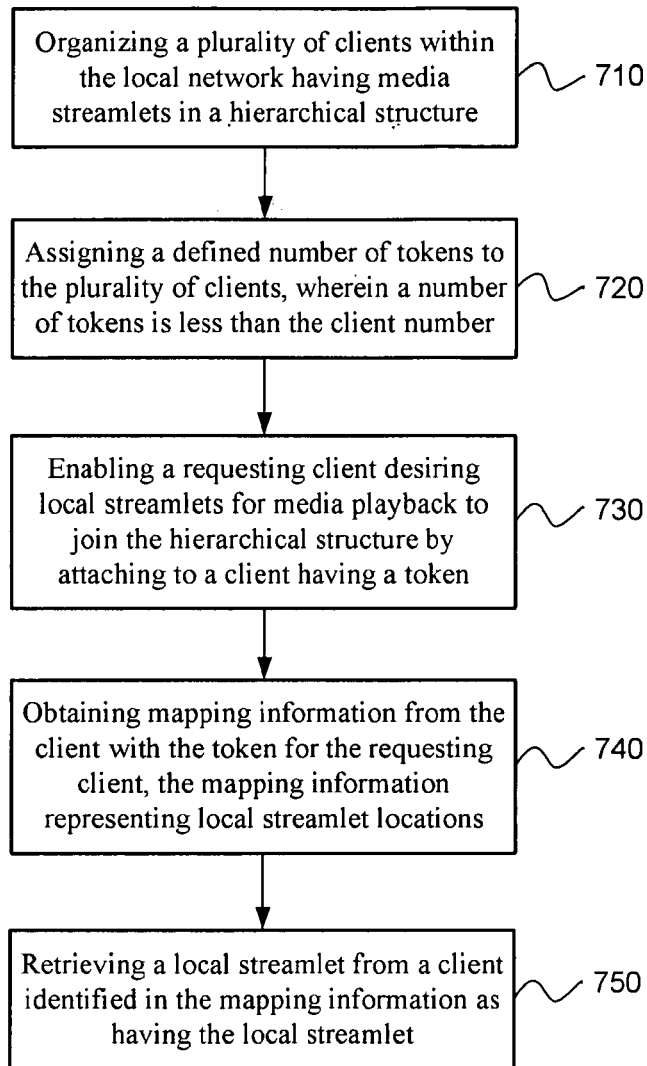 Organizing a plurality of clients within
the local network having media
streamlets in a hierarchical structure
710
Assigning a defined number of tokens to
the plurality of clients, wherein a number
of tokens is less than the client number
720
Enabling a requesting client desiring
local streamlets for media playback to
join the hierarchical structure by
attaching to a client having a token
730
Obtaining mapping information from the
client with the token for the requesting
client, the mapping information
representing local streamlet locations
740
Retrieving a local streamlet from a client
identified in the mapping information as
having the local streamlet
750